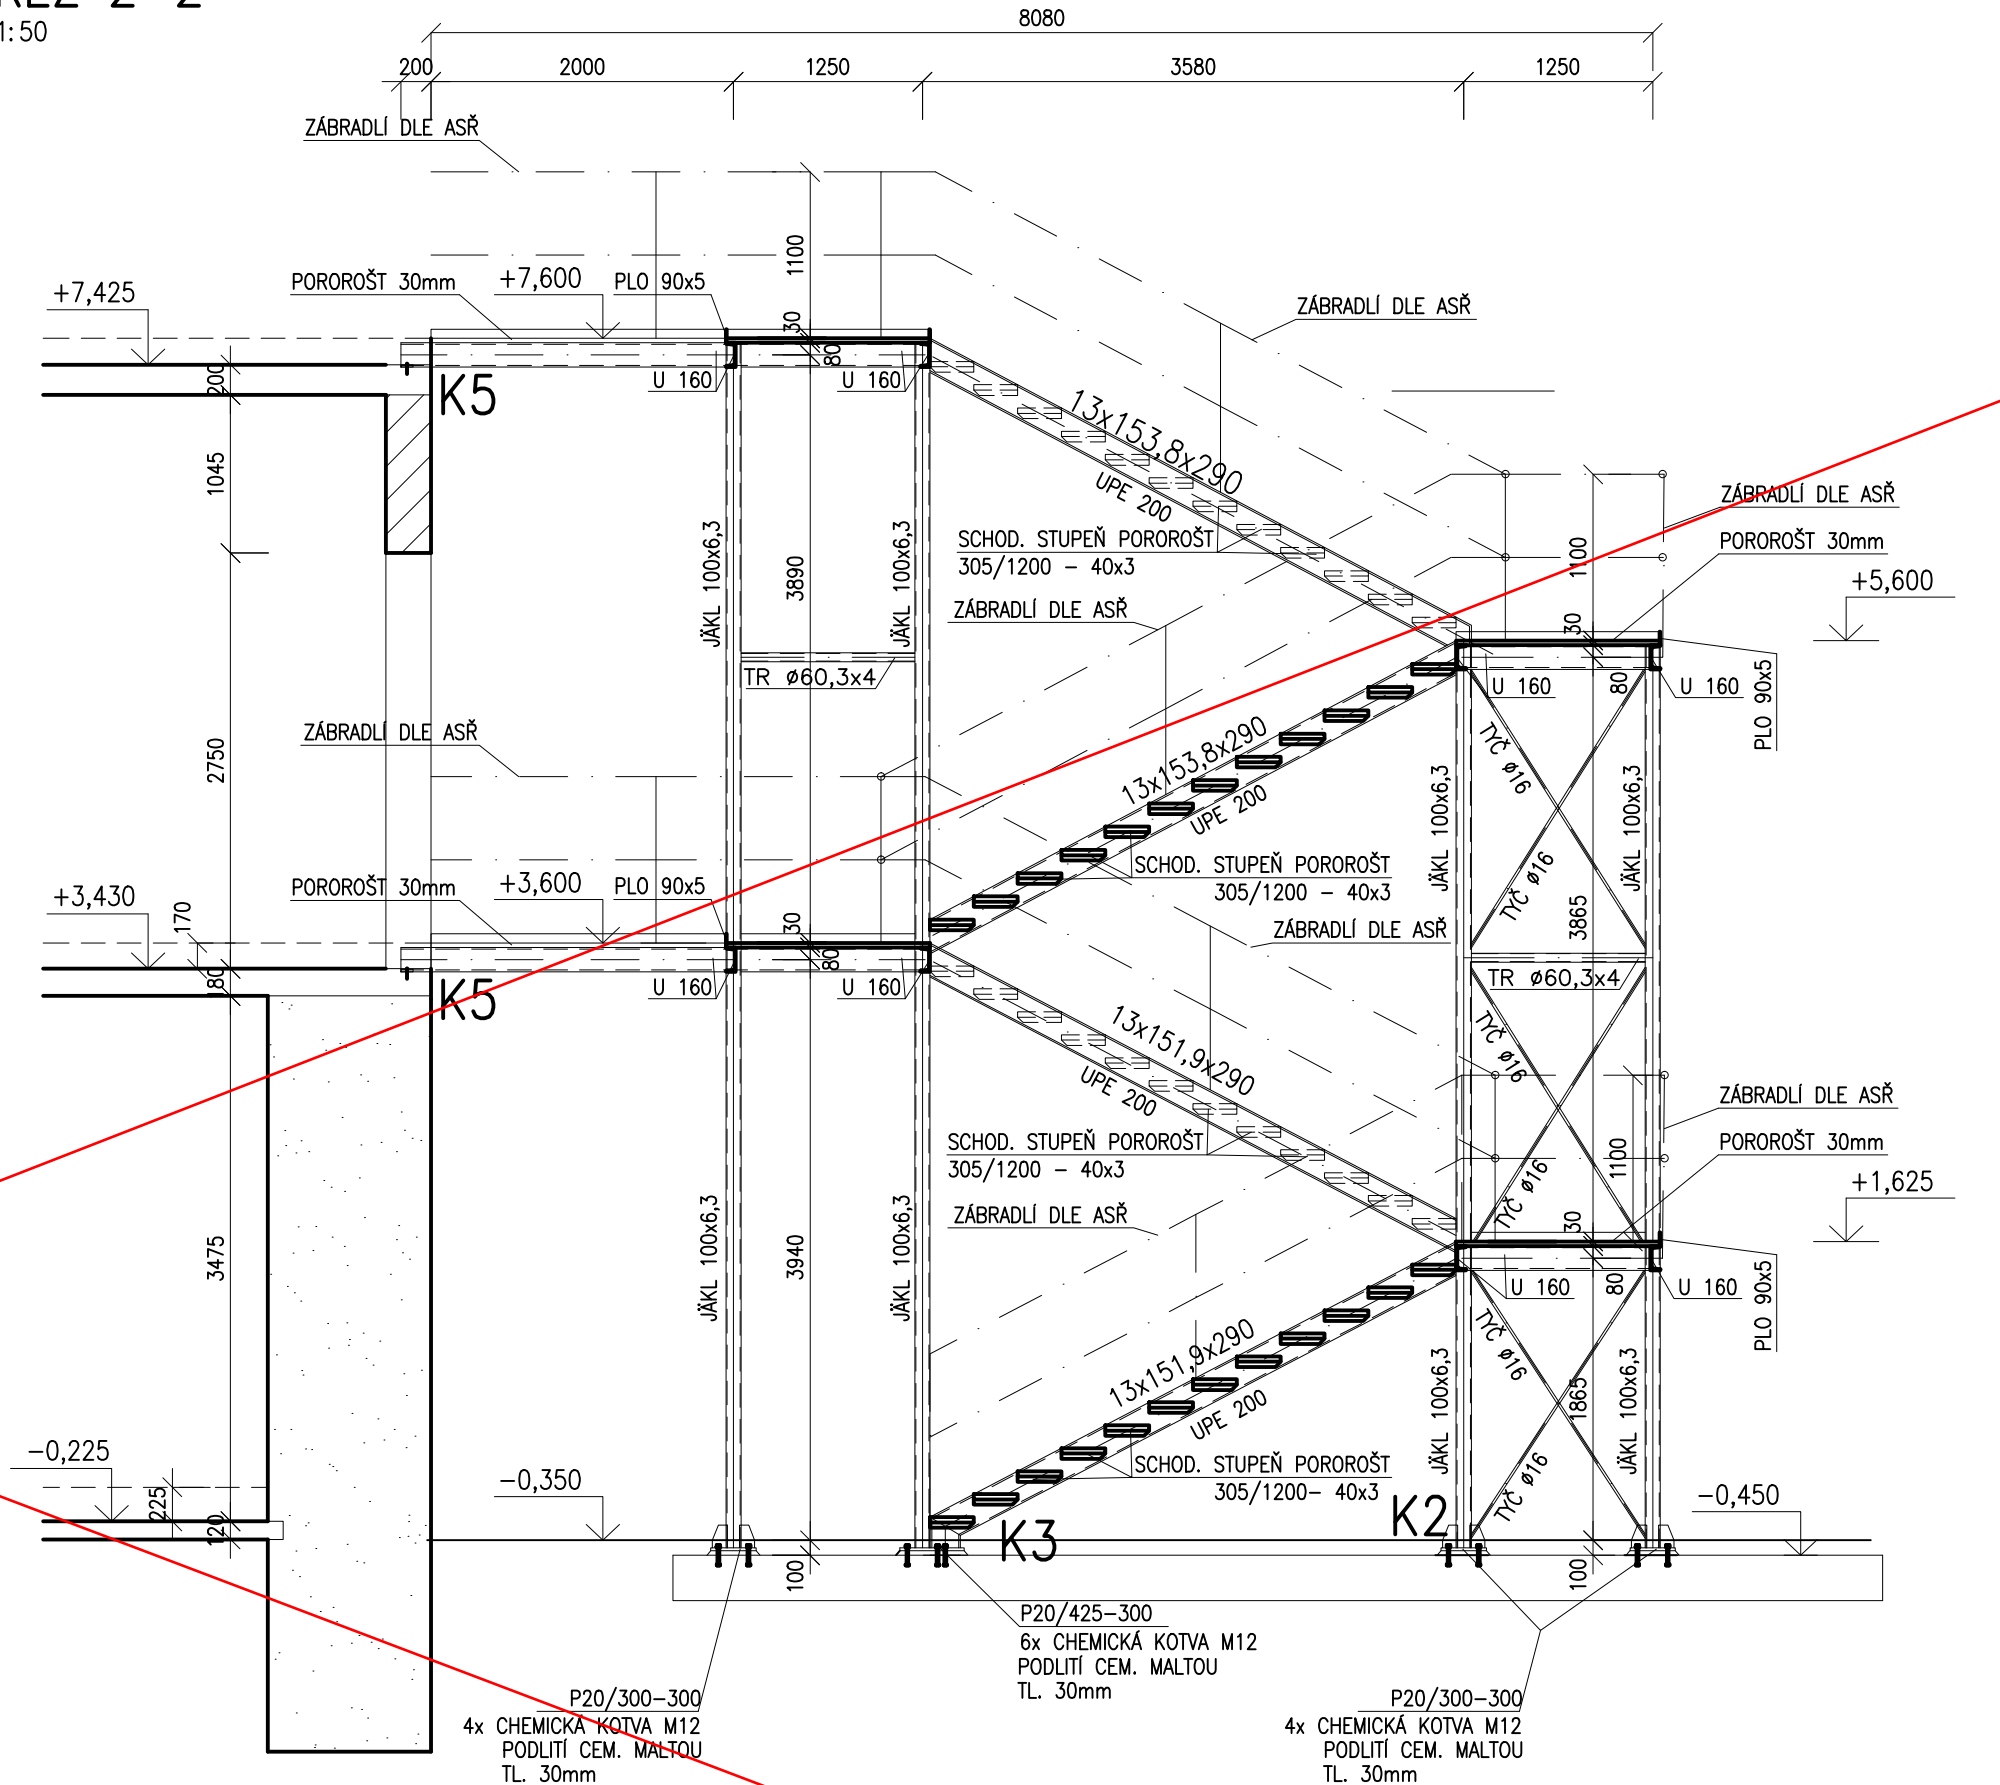 ŘEZ 2-2
1:50
8080
200
2000
1250
3580
1250
ZÁBRADLÍ DLE ASŘ
1100
+7,425
POROROŠT 30mm
+7,600
PLO 90x5
ZÁBRADLÍ DLE ASŘ
30
80
200
U 160
U 160
K5
13x153,8x290
UPE 200
1045
ZÁBRADLÍ DLE ASŘ
POROROŠT 30mm
1100
+5,600
SCHOD. STUPEŇ POROROŠT
305/1200 - 40x3
JÄKL 100x6,3
3890
JÄKL 100x6,3
ZÁBRADLÍ DLE ASŘ
30
TR ø60,3x4
U 160
80
U 160
PLO 90x5
ZÁBRADLÍ DLE ASŘ
2750
13x153,8x290
UPE 200
TYČ ø16
JÄKL 100x6,3
JÄKL 100x6,3
SCHOD. STUPEŇ POROROŠT
305/1200 - 40x3
TYČ ø16
3865
+3,430
170
POROROŠT 30mm
+3,600
PLO 90x5
30
80
ZÁBRADLÍ DLE ASŘ
80
U 160
U 160
TR ø60,3x4
K5
13x151,9x290
UPE 200
TYČ ø16
ZÁBRADLÍ DLE ASŘ
SCHOD. STUPEŇ POROROŠT
305/1200 - 40x3
POROROŠT 30mm
1100
TYČ ø16
+1,625
ZÁBRADLÍ DLE ASŘ
JÄKL 100x6,3
3940
JÄKL 100x6,3
3475
30
80
U 160
U 160
PLO 90x5
13x151,9x290
UPE 200
TYČ ø16
JÄKL 100x6,3
1865
JÄKL 100x6,3
-0,225
225
120
-0,350
SCHOD. STUPEŇ POROROŠT
305/1200- 40x3
TYČ ø16
-0,450
K3
K2
100
100
P20/425-300
6x CHEMICKÁ KOTVA M12
PODLITÍ CEM. MALTOU
TL. 30mm
P20/300-300
4x CHEMICKÁ KOTVA M12
PODLITÍ CEM. MALTOU
TL. 30mm
P20/300-300
4x CHEMICKÁ KOTVA M12
PODLITÍ CEM. MALTOU
TL. 30mm